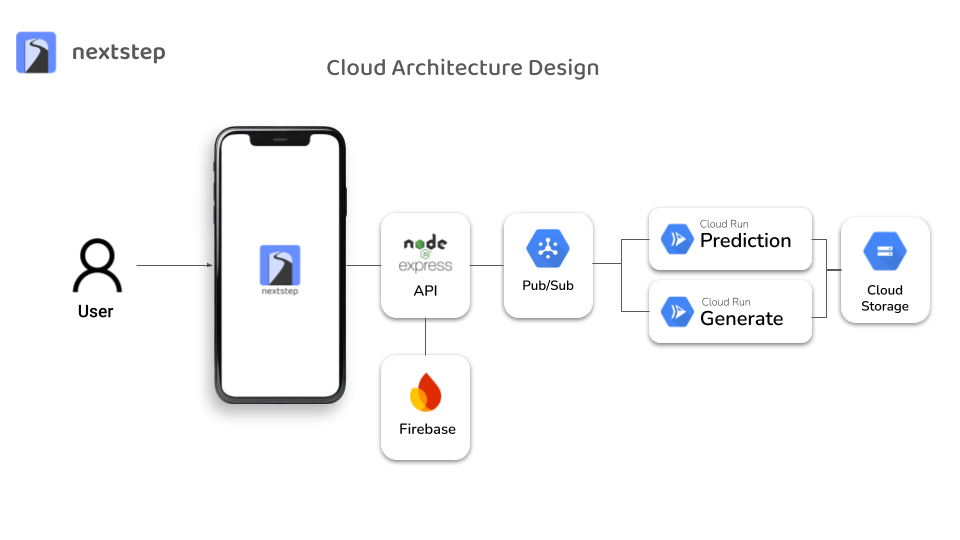 nextstep
Cloud Architecture Design
User
nextstep
node
JS
express
API
Firebase
Pub/Sub
Cloud Run
Prediction
Cloud Run
Generate
Cloud
Storage